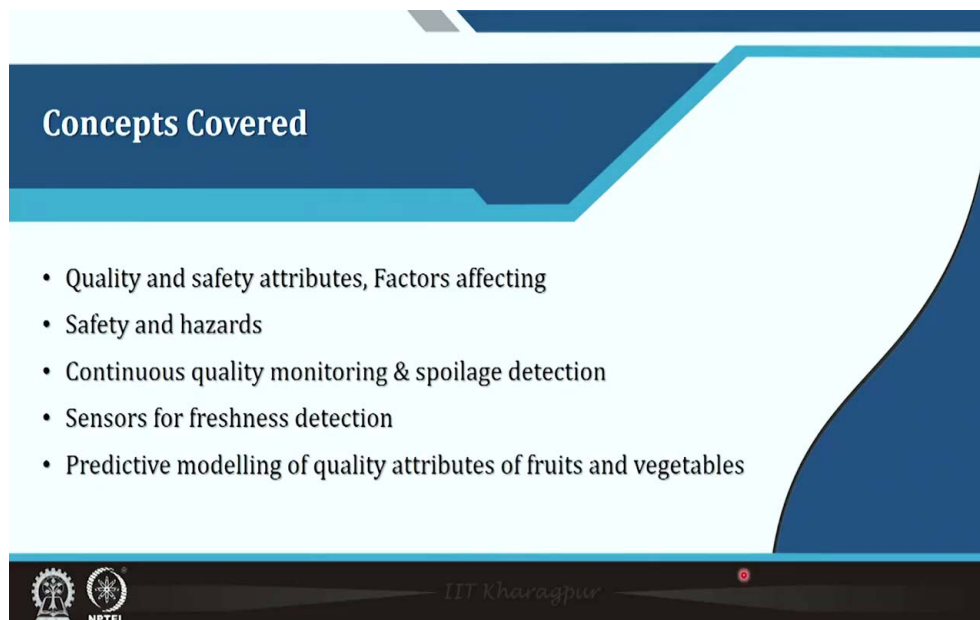 Concepts Covered
• Quality and safety attributes, Factors affecting
• Safety and hazards
• Continuous quality monitoring & spoilage detection
• Sensors for freshness detection
• Predictive modelling of quality attributes of fruits and vegetables
IIT Kharagpur
NPTEL